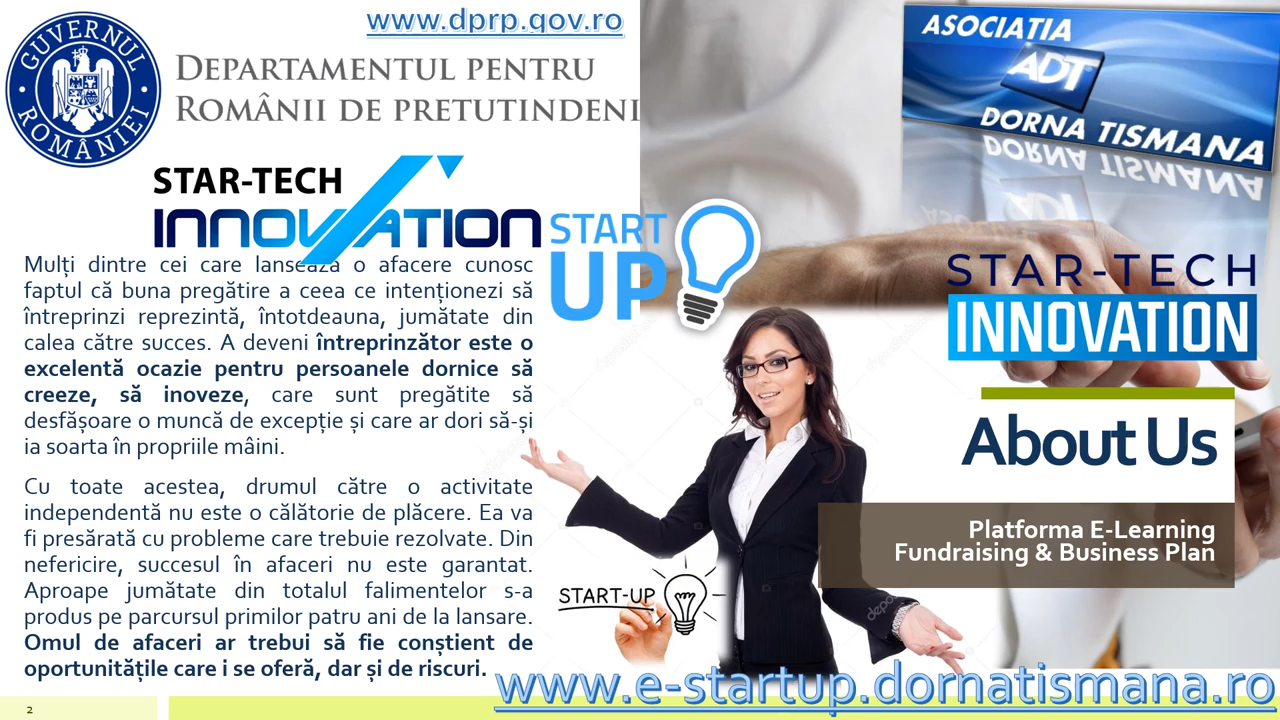 www.dprp.gov.ro
GUVERNUL ROMÂNIEI
DEPARTAMENTUL PENTRU
ROMÂNII DE PRETUTINDENI
ASOCIATIA
ADT
DORNA TISMANA
STAR-TECH
INNOVATION
START
UP
Mulți dintre cei care lansează o afacere cunosc
faptul că buna pregătire a ceea ce intenționezi să
întreprinzi reprezintă, întotdeauna, jumătate din
calea către succes. A deveni întreprinzător este o
excelentă ocazie pentru persoanele dornice să
creeze, să inoveze, care sunt pregătite să
desfășoare o muncă de excepție și care ar dori să-și
ia soarta în propriile mâini.
Cu toate acestea, drumul către o activitate
independentă nu este o călătorie de plăcere. Ea va
fi presărată cu probleme care trebuie rezolvate. Din
nefericire, succesul în afaceri nu este garantat.
Aproape jumătate din totalul falimentelor s-a
produs pe parcursul primilor patru ani de la lansare.
Omul de afaceri ar trebui să fie conștient de
oportunitățile care i se oferă, dar și de riscuri.
STAR-TECH
INNOVATION
About Us
Platforma E-Learning
Fundraising & Business Plan
START-UP
www.e-startup.dornatismana.ro
2